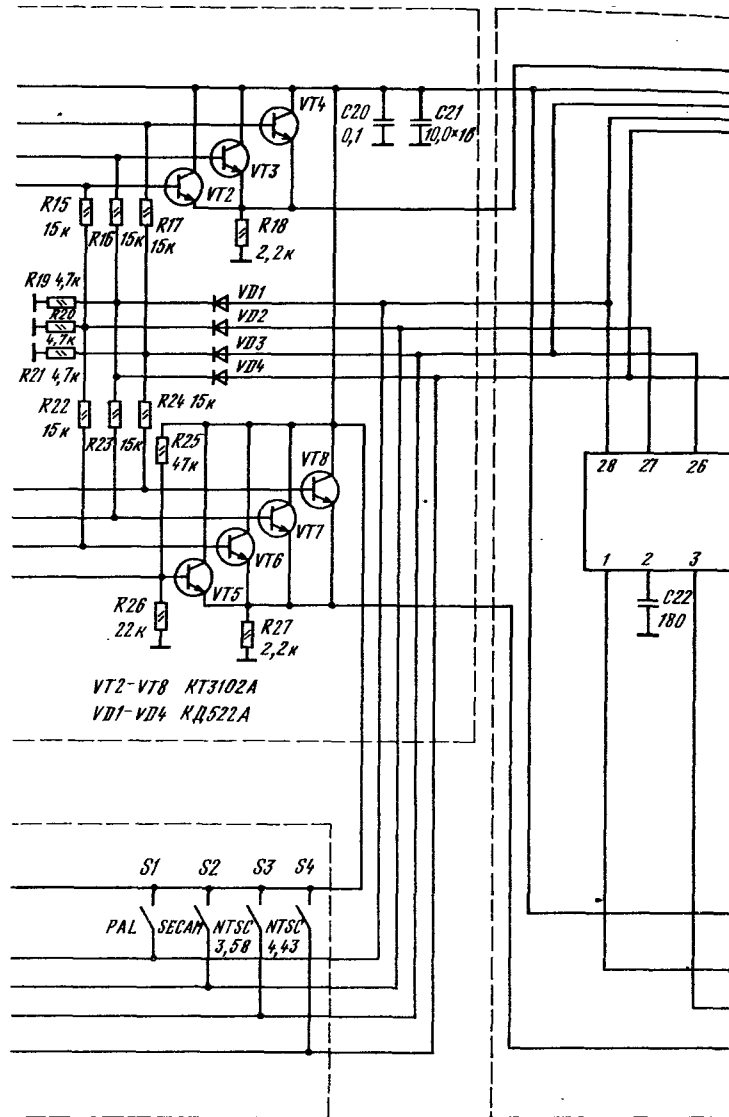 VT4
C20
0,1
C21
10,0×16
VT3
VT2
R15
15к
R16
15к
R17
15к
R18
2,2к
R19 4,7к
R20
4,7к
R21 4,7к
VD1
VD2
VD3
VD4
R22
15к
R23
15к
R24 15к
R25
47к
VT8
VT7
VT6
VT5
28
27
26
1
2
3
C22
180
R26
22к
R27
2,2к
VT2-VT8 КТ3102А
VD1-VD4 КД522А
S1
S2
S3
S4
PAL
SECAM
NTSC
3,58
NTSC
4,43